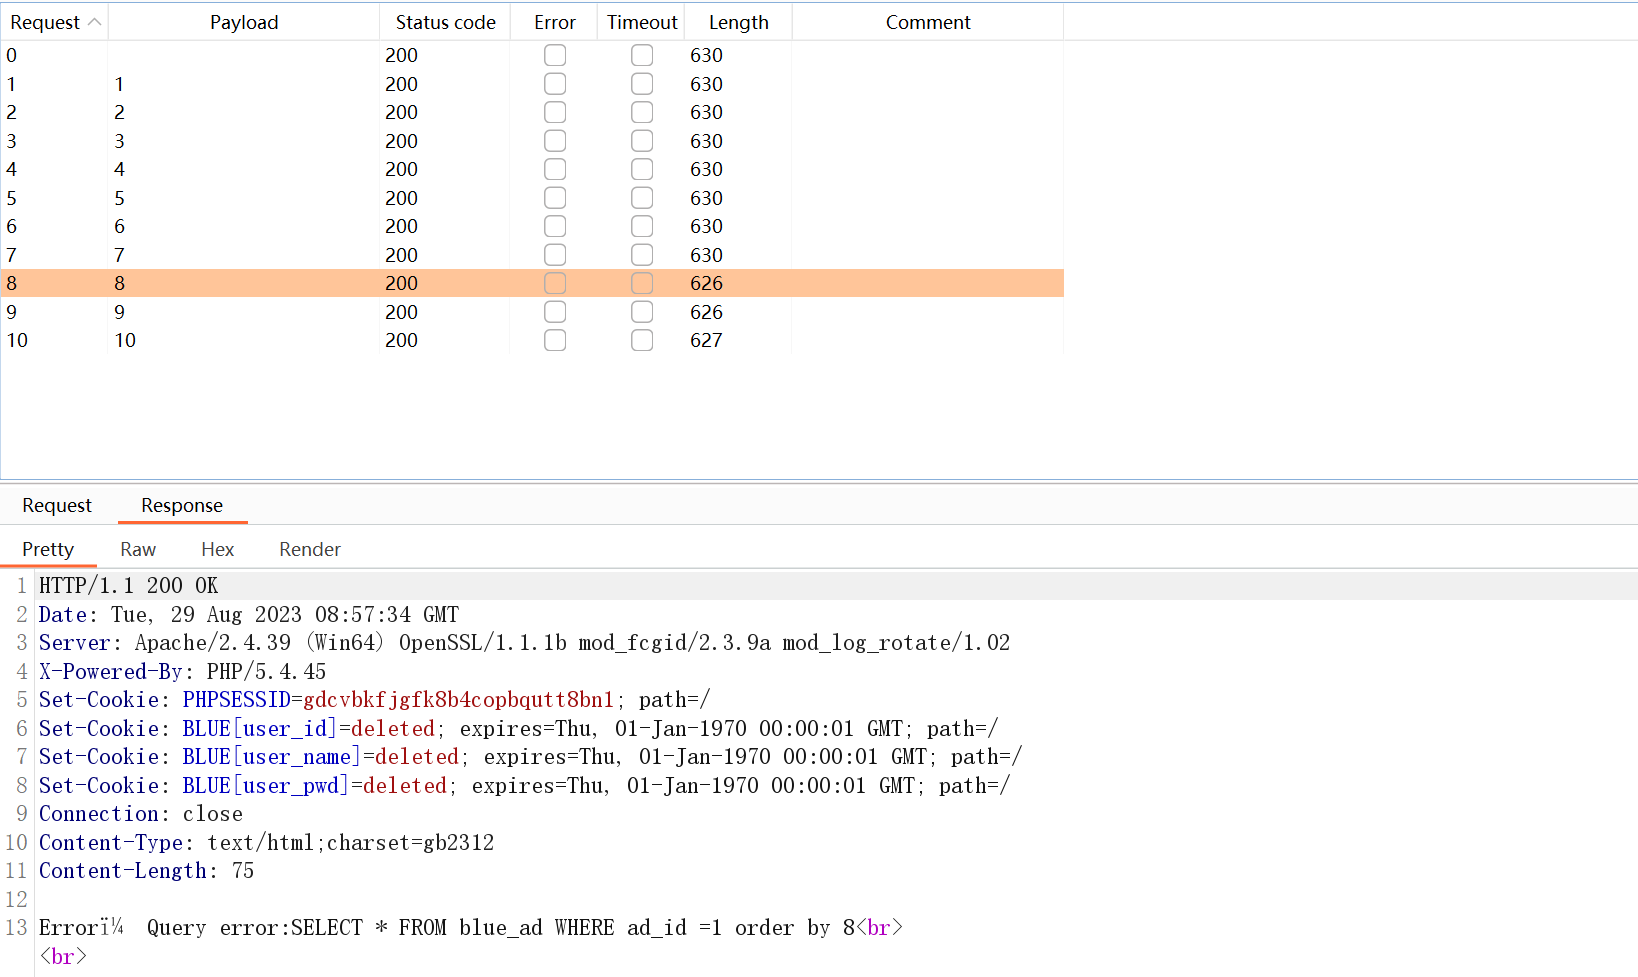 Request Payload Status code Error Timeout Length Comment
0 200 630
1 1 200 630
2 2 200 630
3 3 200 630
4 4 200 630
5 5 200 630
6 6 200 630
7 7 200 630
8 8 200 626
9 9 200 626
10 10 200 627
Request Response
Pretty Raw Hex Render
1 HTTP/1.1 200 OK
2 Date: Tue, 29 Aug 2023 08:57:34 GMT
3 Server: Apache/2.4.39 (Win64) OpenSSL/1.1.1b mod_fcgid/2.3.9a mod_log_rotate/1.02
4 X-Powered-By: PHP/5.4.45
5 Set-Cookie: PHPSESSID=gdcvbkfjgfk8b4copbqutt8bn1; path=/
6 Set-Cookie: BLUE[user_id]=deleted; expires=Thu, 01-Jan-1970 00:00:01 GMT; path=/
7 Set-Cookie: BLUE[user_name]=deleted; expires=Thu, 01-Jan-1970 00:00:01 GMT; path=/
8 Set-Cookie: BLUE[user_pwd]=deleted; expires=Thu, 01-Jan-1970 00:00:01 GMT; path=/
9 Connection: close
10 Content-Type: text/html;charset=gb2312
11 Content-Length: 75
12
13 Errorï¼ Query error:SELECT * FROM blue_ad WHERE ad_id =1 order by 8<br>
<br>